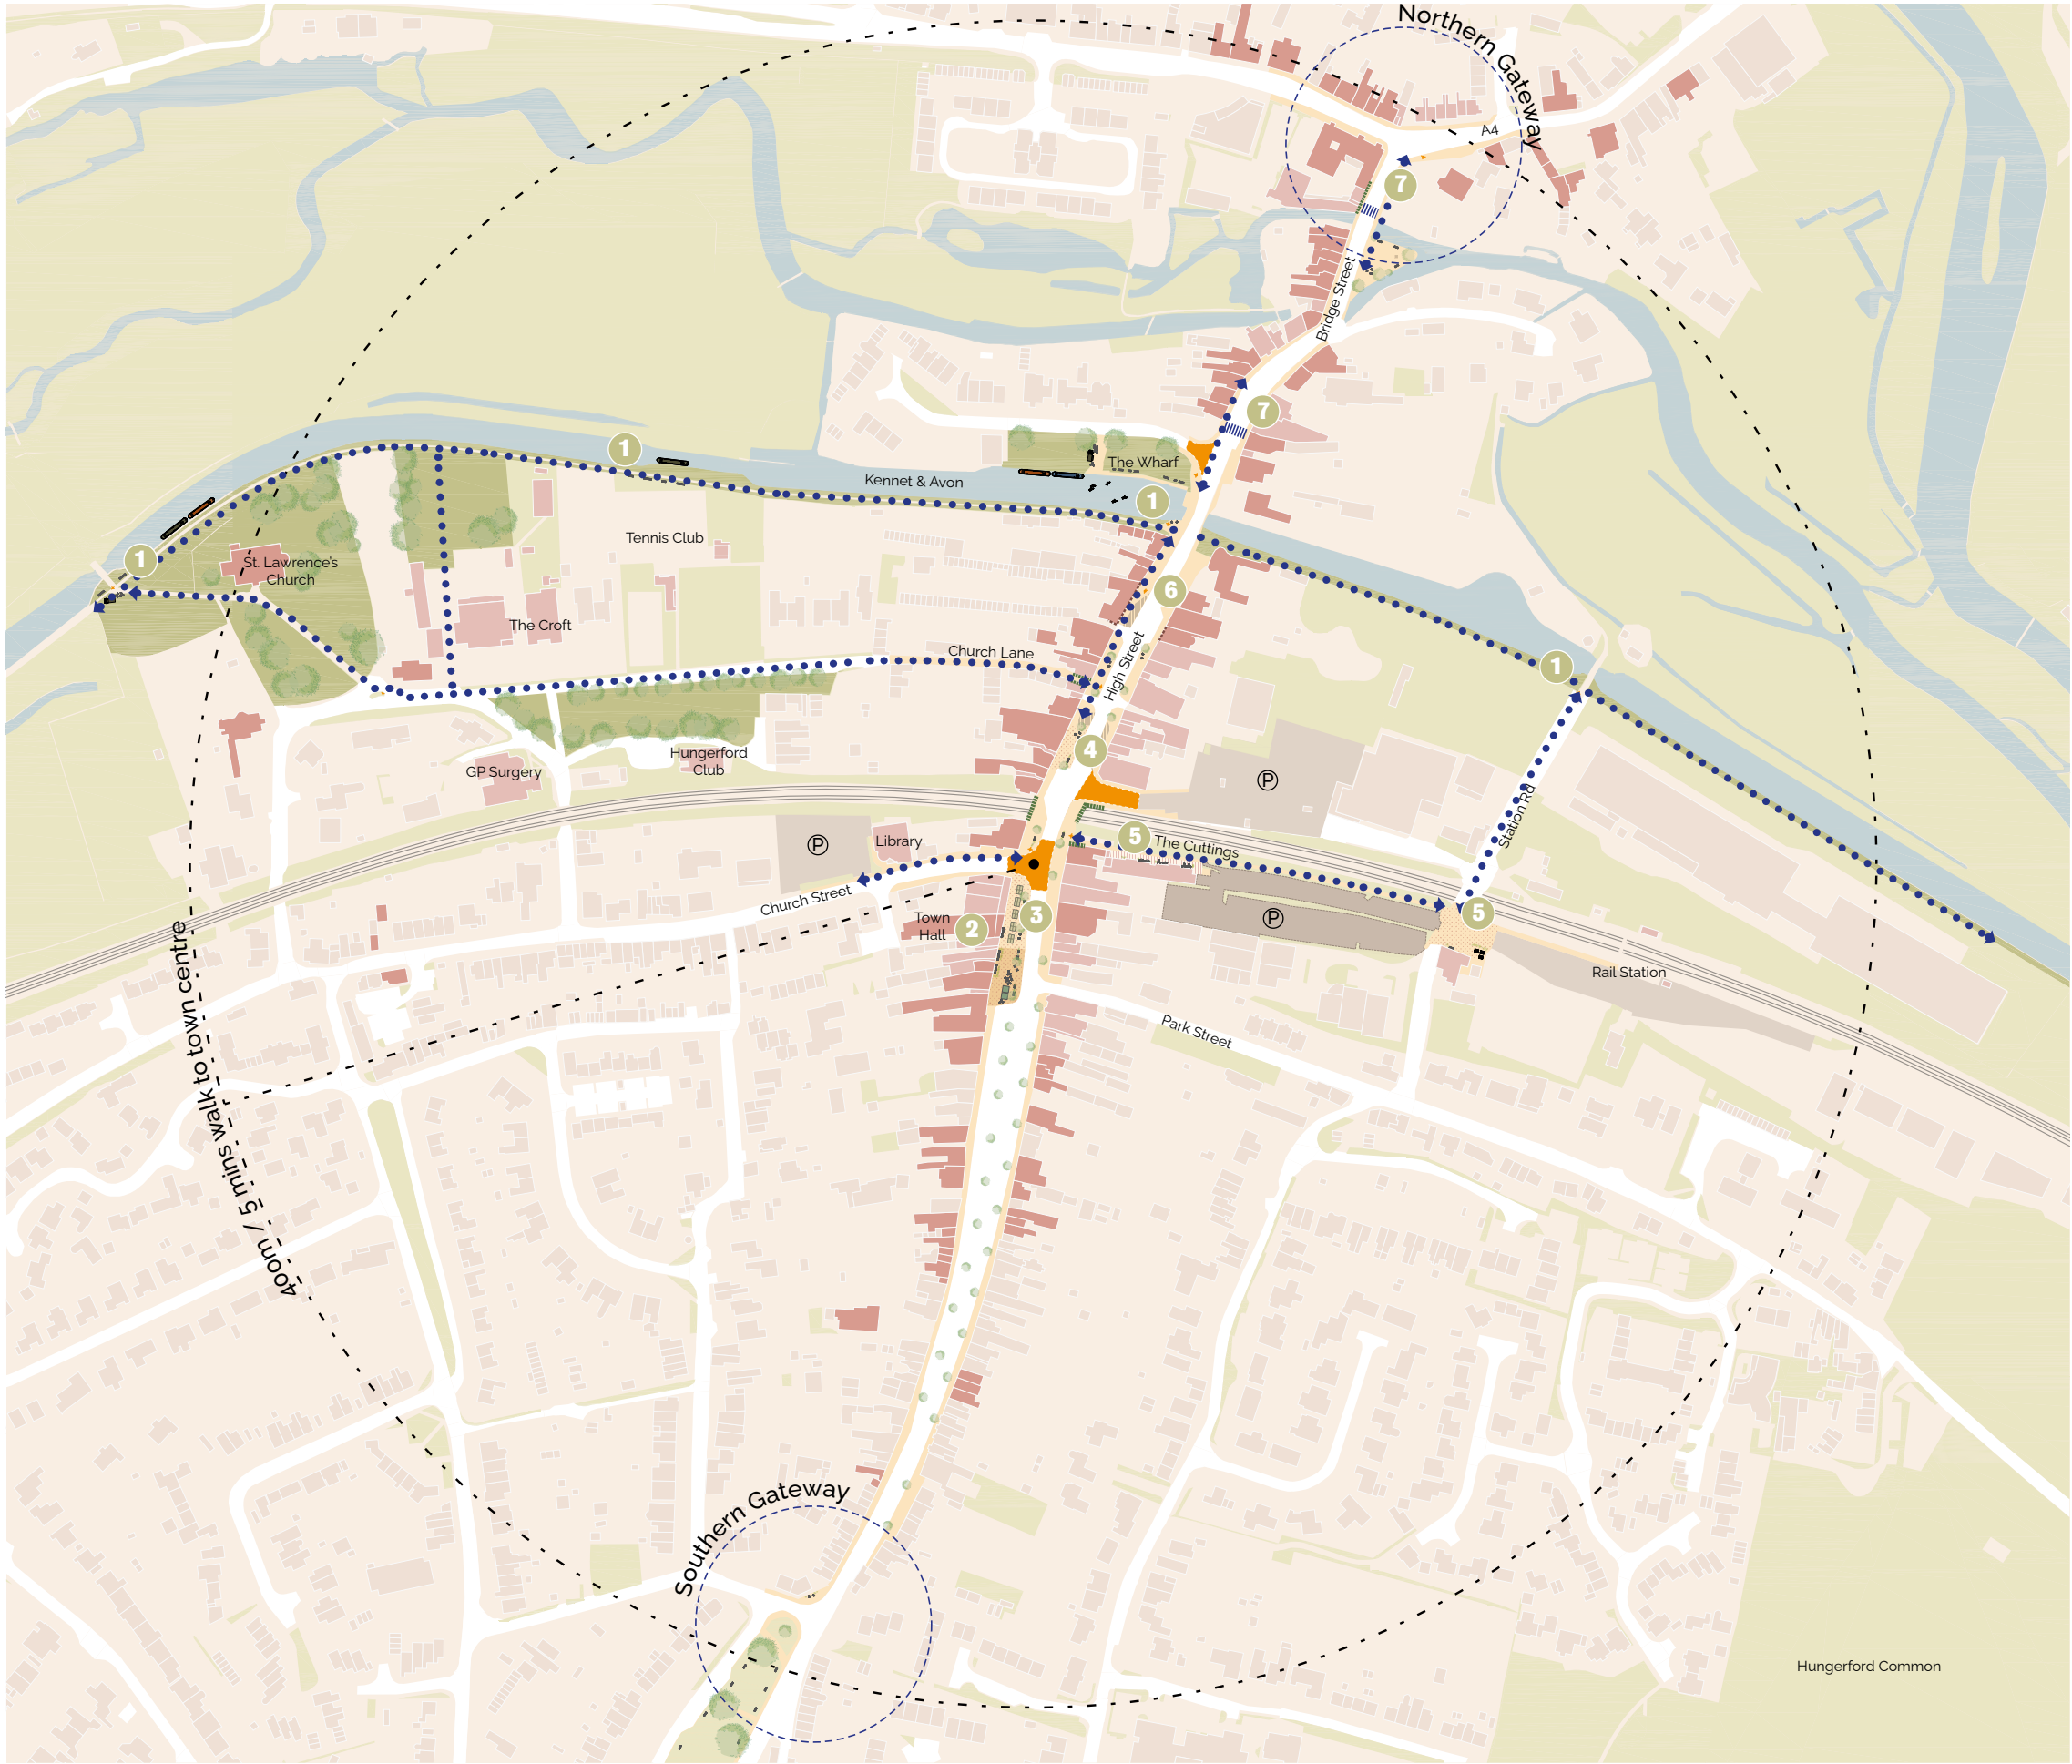 Northern Gateway
A4
7
Bridge Street
7
1
The Wharf
Kennet & Avon
1
Tennis Club
1
St. Lawrence's
Church
6
The Croft
Church Lane
High Street
1
4
Hungerford
Club
GP Surgery
P
Station Rd
P
Library
5
The Cuttings
Church Street
Town
Hall
2
3
P
5
Rail Station
400m / 5 mins walk to town centre
Park Street
Southern Gateway
Hungerford Common